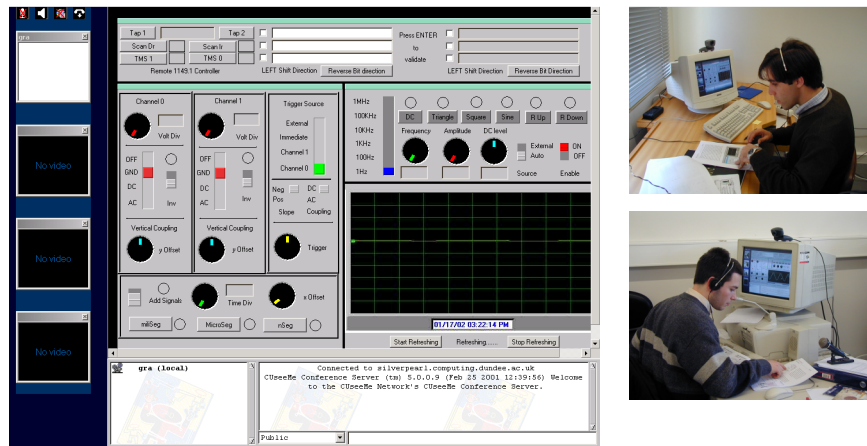 gra
No video
No video
No video
Tap 1
Tap 2
Scan Dr
Scan Ir
TMS 1
TMS 0
Remote 1149.1 Controller
LEFT Shift Direction
Reverse Bit direction
Press ENTER
to
validate
LEFT Shift Direction
Reverse Bit Direction
Channel 0
Volt Div
OFF
GND
DC
AC
Inv
Vertical Coupling
y Offset
Channel 1
Volt Div
OFF
GND
DC
AC
Inv
Vertical Coupling
y Offset
Trigger Source
External
Immediate
Channel 1
Channel 0
Neg
Pos
Slope
DC
AC
Coupling
Trigger
Add Signals
Time Div
x Offset
miliSeg
MicroSeg
nSeg
1MHz
100KHz
10KHz
1KHz
100Hz
1Hz
DC
Triangle
Square
Sine
R Up
R Down
Frequency
Amplitude
DC level
External
Auto
Source
ON
OFF
Enable
01/17/02 03:22:14 PM
Start Refreshing
Refreshing......
Stop Refreshing
gra (local)
Connected to silverpearl.computing.dundee.ac.uk
CUseeMe Conference Server (tm) 5.0.0.9 (Feb 25 2001 12:39:56) Welcome
to the CUseeMe Network's CUseeMe Conference Server.
Public